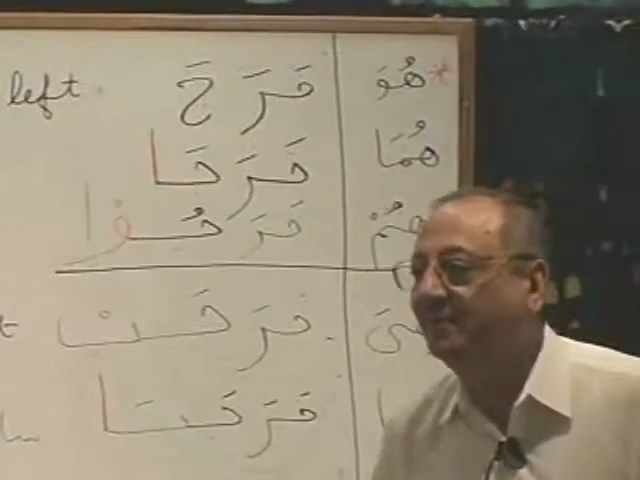 * هُوَ خَرَجَ left
هُمَا خَرَجَا
هُمْ خَرَجُوا
هِيَ خَرَجَتْ
خَرَجَتَا